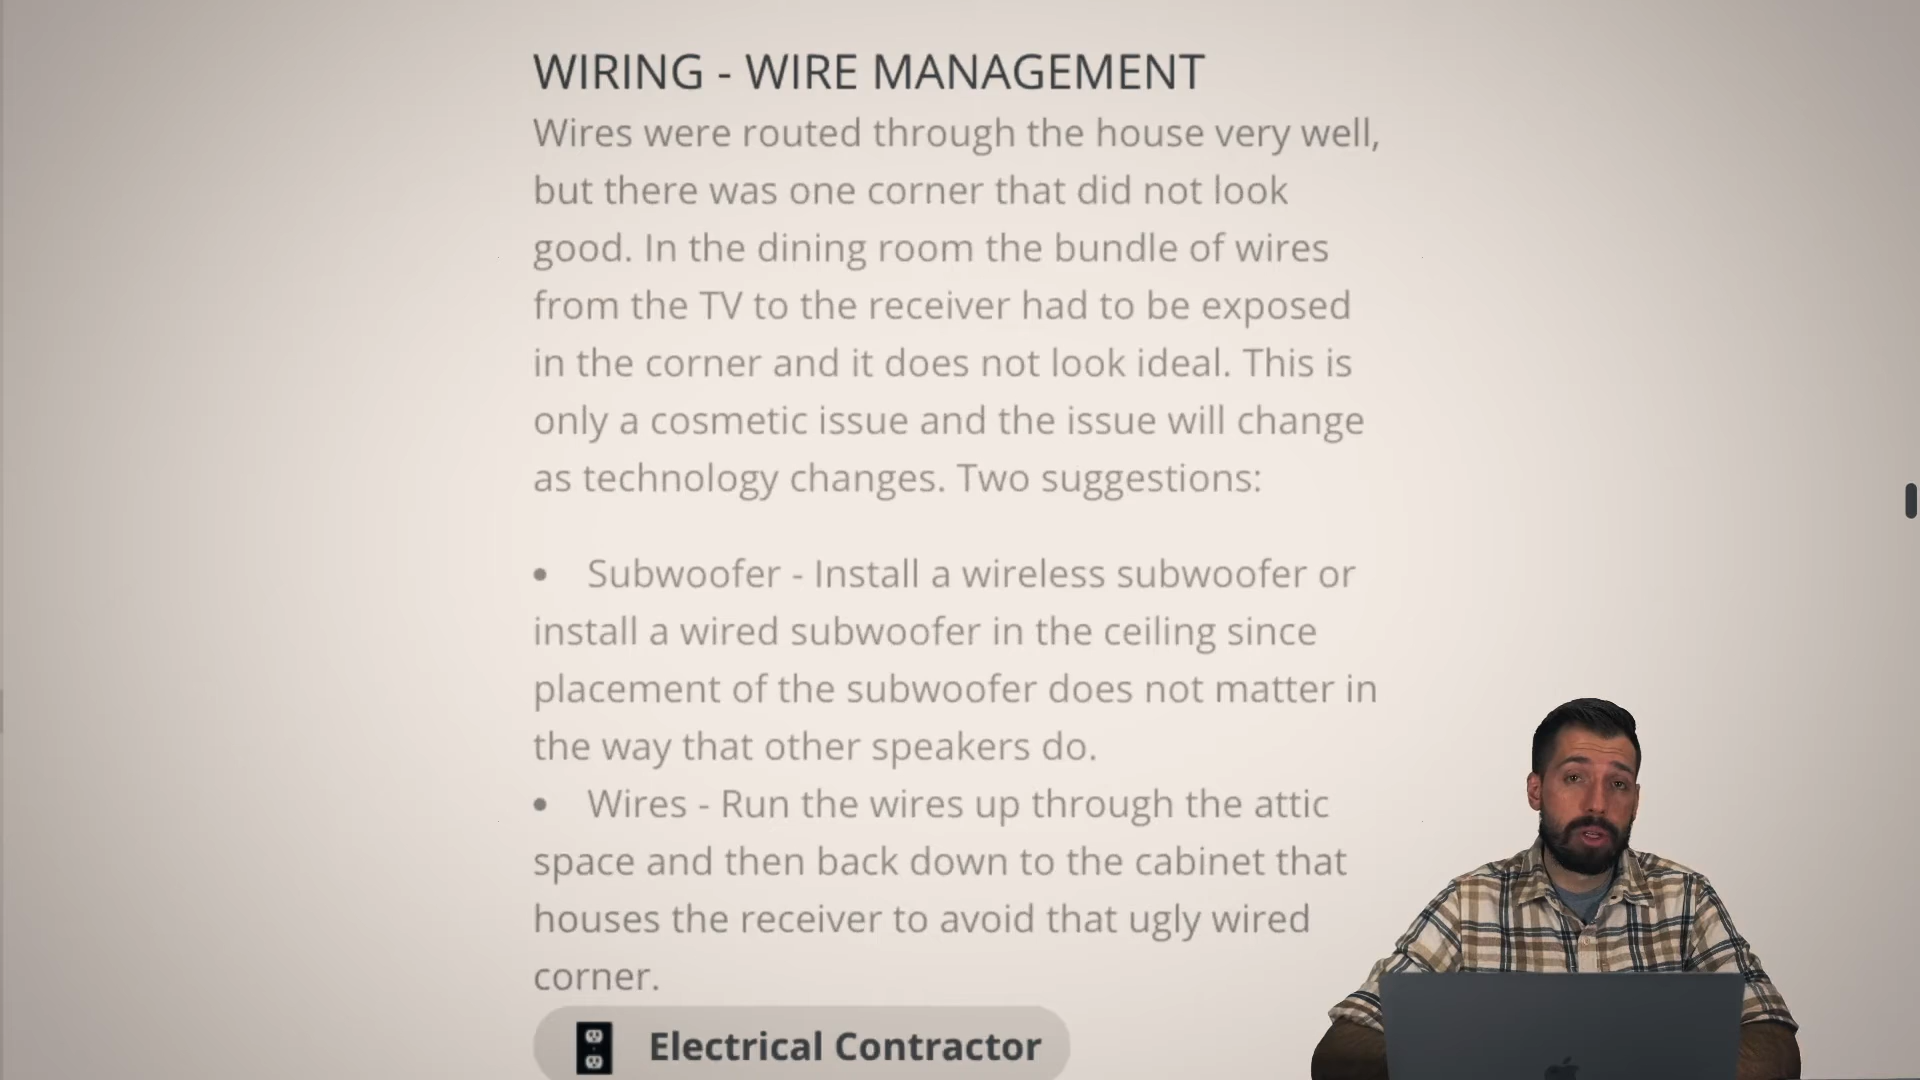 WIRING - WIRE MANAGEMENT
Wires were routed through the house very well,
but there was one corner that did not look
good. In the dining room the bundle of wires
from the TV to the receiver had to be exposed
in the corner and it does not look ideal. This is
only a cosmetic issue and the issue will change
as technology changes. Two suggestions:
• Subwoofer - Install a wireless subwoofer or
install a wired subwoofer in the ceiling since
placement of the subwoofer does not matter in
the way that other speakers do.
• Wires - Run the wires up through the attic
space and then back down to the cabinet that
houses the receiver to avoid that ugly wired
corner.
Electrical Contractor